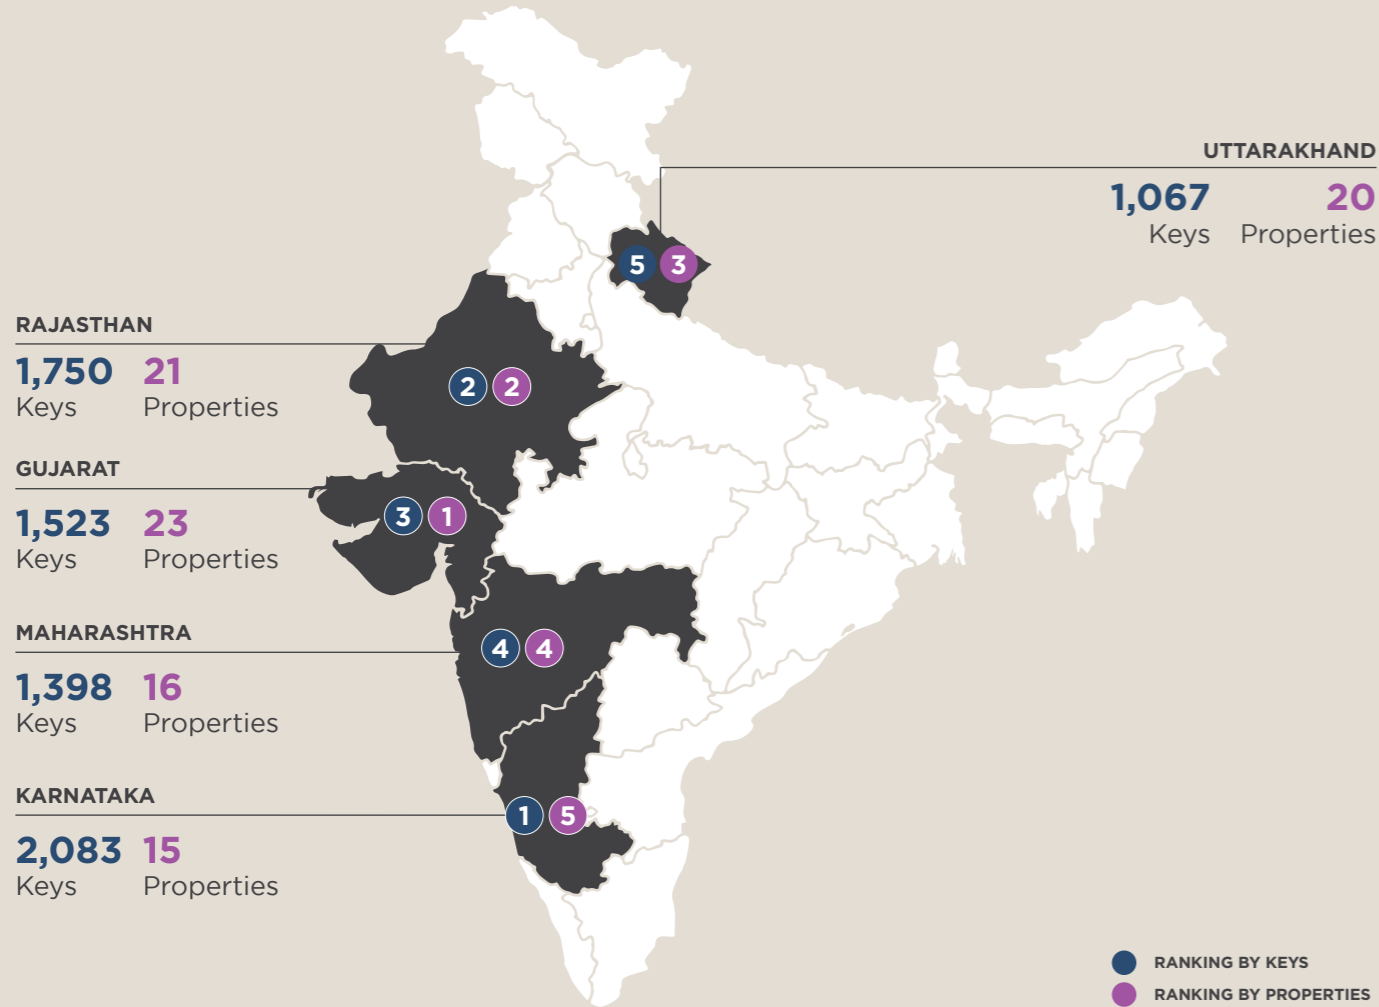 UTTARAKHAND
1,067 20
Keys Properties
5 3
RAJASTHAN
1,750 21
Keys Properties
2 2
GUJARAT
1,523 23
Keys Properties
3 1
MAHARASHTRA
1,398 16
Keys Properties
4 4
KARNATAKA
2,083 15
Keys Properties
1 5
RANKING BY KEYS
RANKING BY PROPERTIES